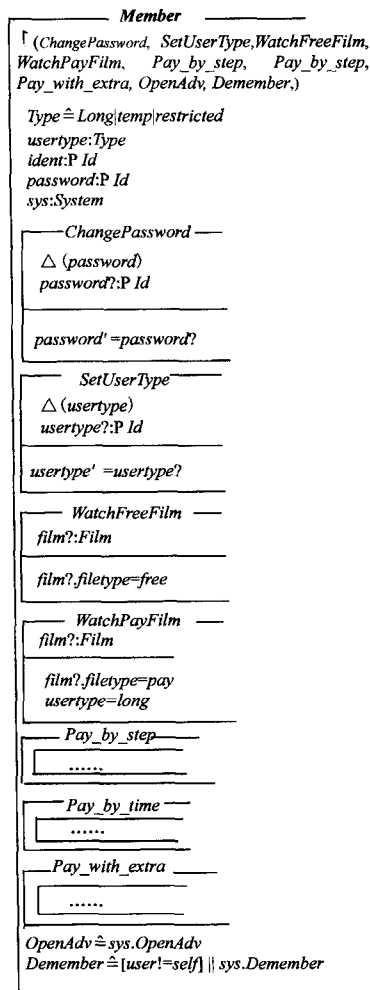 Member
↾(ChangePassword, SetUserType,WatchFreeFilm,
WatchPayFilm, Pay_by_step, Pay_by_step,
Pay_with_extra, OpenAdv, Demember,)
Type≙Long|temp|restricted
usertype:Type
ident:P Id
password:P Id
sys:System
ChangePassword
△(password)
password?:P Id
password'=password?
SetUserType
△(usertype)
usertype?:P Id
usertype' =usertype?
WatchFreeFilm
film?:Film
film?.filetype=free
WatchPayFilm
film?:Film
film?.filetype=pay
usertype=long
Pay_by_step
......
Pay_by_time
......
Pay_with_extra
......
OpenAdv≙sys.OpenAdv
Demember≙[user!=self] || sys.Demember